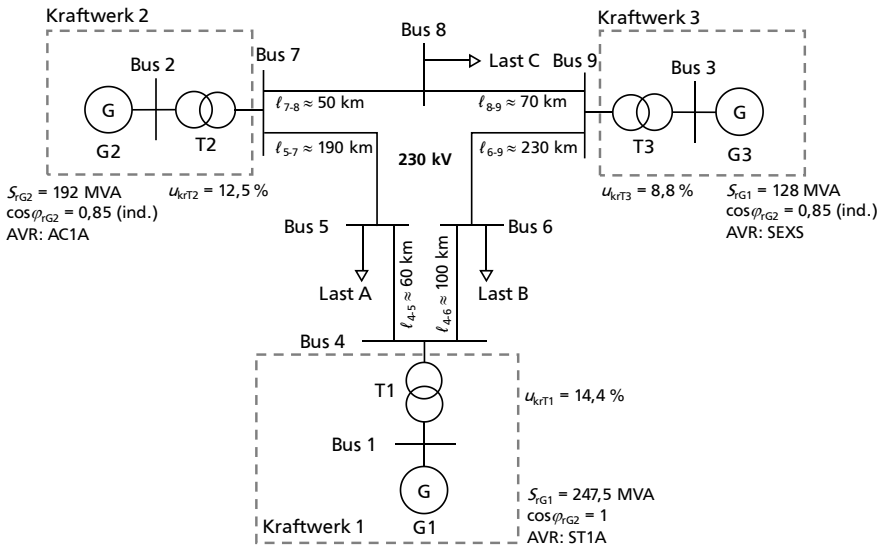 Kraftwerk 2
Kraftwerk 3
Bus 8
Bus 7
Last C
Bus 9
Bus 2
Bus 3
G
G
ℓ7-8 ≈ 50 km
ℓ8-9 ≈ 70 km
G2
T2
T3
G3
ℓ5-7 ≈ 190 km
230 kV
ℓ6-9 ≈ 230 km
SrG2 = 192 MVA
cosφrG2 = 0,85 (ind.)
AVR: AC1A
ukrT2 = 12,5 %
ukrT3 = 8,8 %
SrG1 = 128 MVA
cosφrG2 = 0,85 (ind.)
AVR: SEXS
Bus 5
Bus 6
Last A
ℓ4-5 ≈ 60 km
ℓ4-6 ≈ 100 km
Last B
Bus 4
T1
ukrT1 = 14,4 %
Bus 1
G
G1
Kraftwerk 1
SrG1 = 247,5 MVA
cosφrG2 = 1
AVR: ST1A